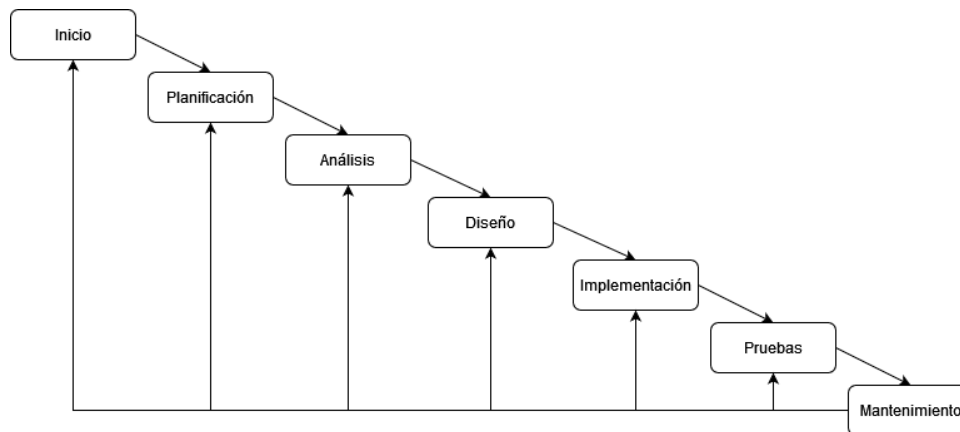 Inicio
Planificación
Análisis
Diseño
Implementación
Pruebas
Mantenimiento